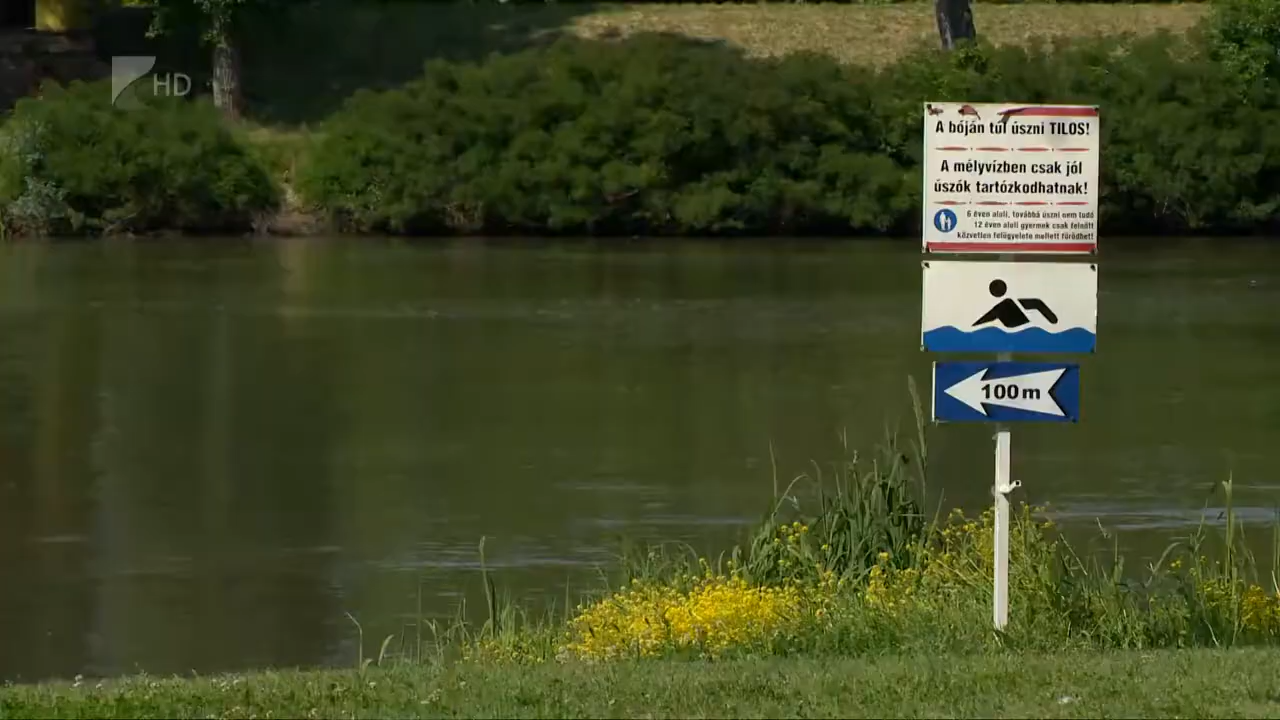 HD
A bóján túl úszni TILOS!
A mélyvízben csak jól
úszók tartózkodhatnak!
6 éven aluli, továbbá úszni nem tudó
12 éven aluli gyermek csak felnőtt
közvetlen felügyelete mellett fürödhet!
100 m